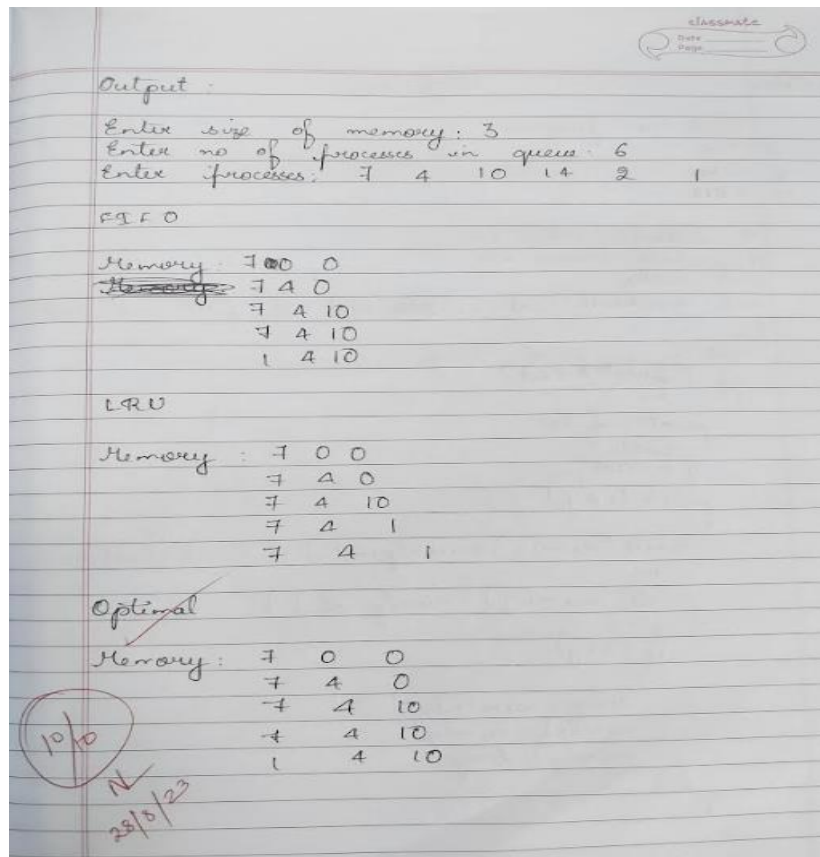 classmate
Date
Page
Output :
Enter size of memory : 3
Enter no of processes in queue : 6
Enter processes : 7 4 10 14 2 1
FIFO
Memory : 7 0 0
7 4 0
7 4 10
7 4 10
1 4 10
LRU
Memory : 7 0 0
7 4 0
7 4 10
7 4 1
7 4 1
Optimal
Memory : 7 0 0
7 4 0
7 4 10
7 4 10
1 4 10
10/10
28/8/23